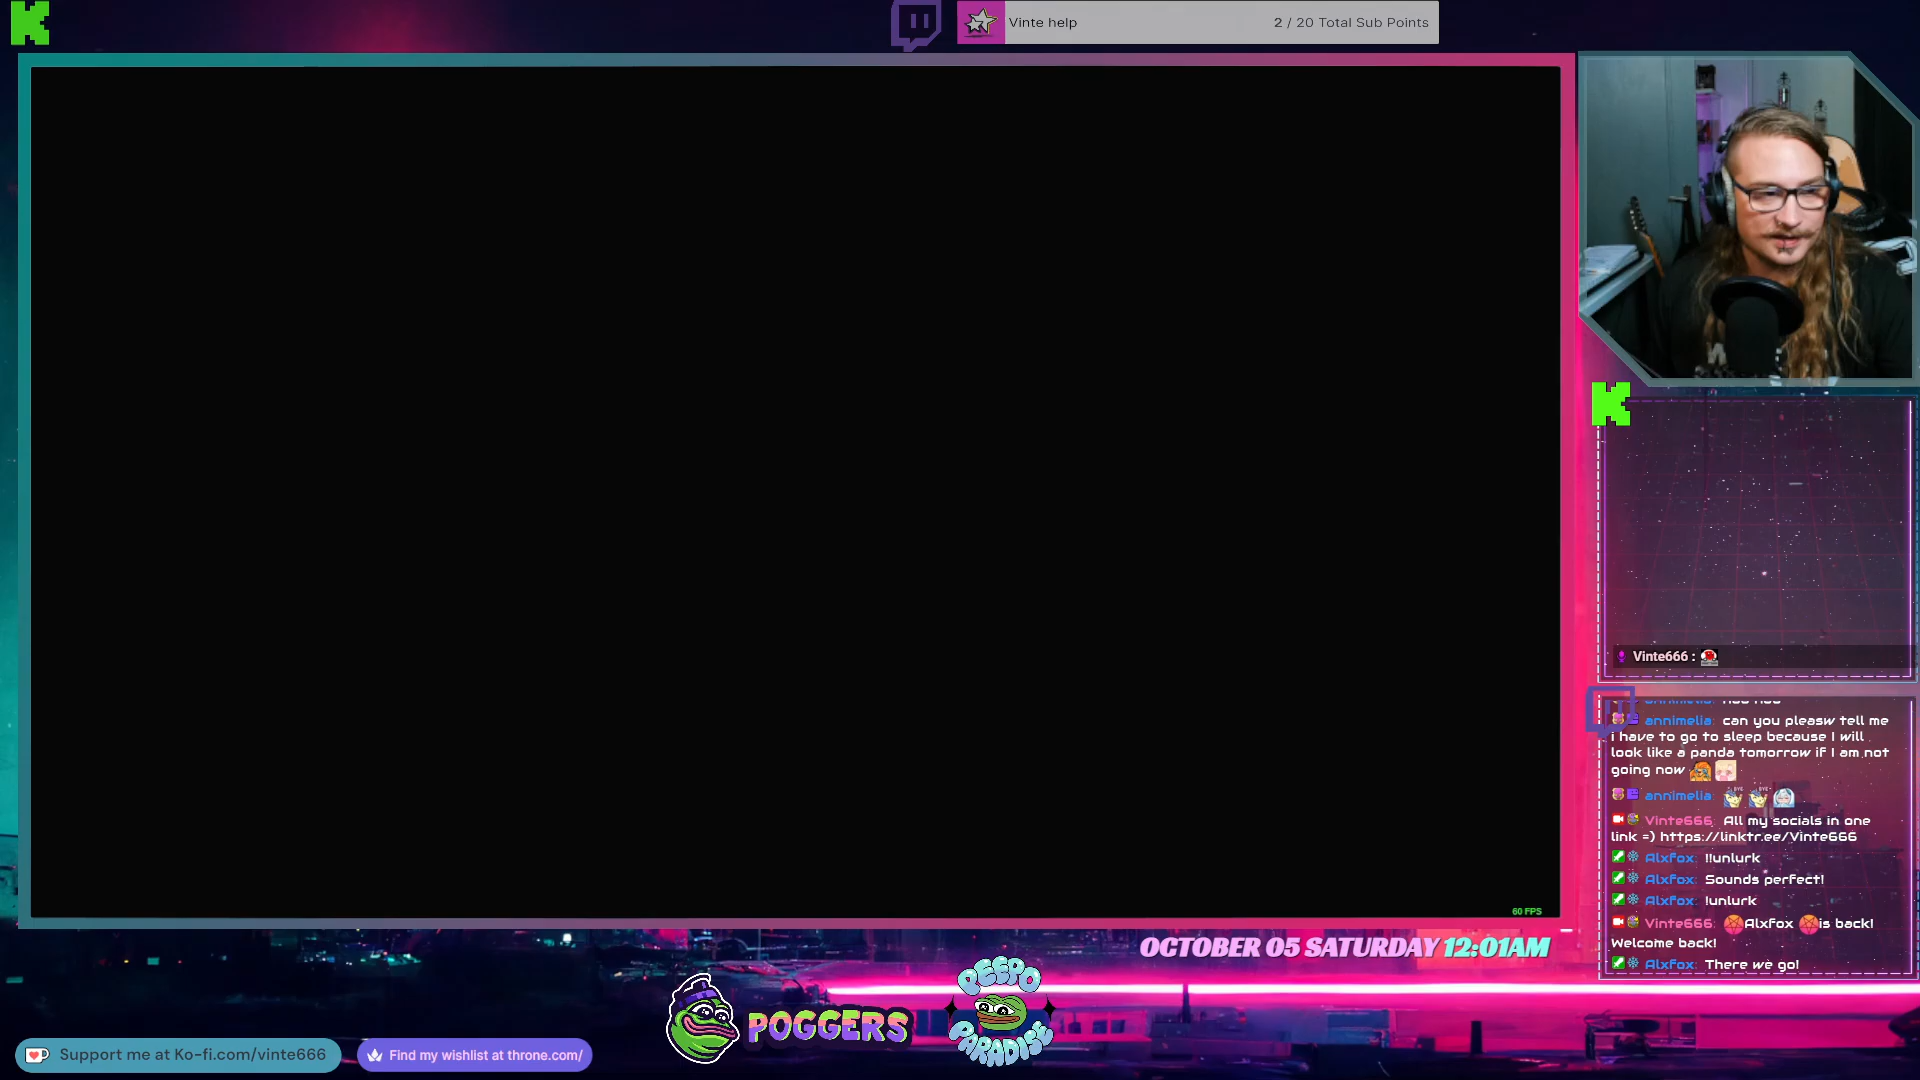 Vinte help
2 / 20 Total Sub Points
60 FPS
Vinte666 :
annimelia: can you pleasw tell me
i have to go to sleep because I will
look like a panda tomorrow if I am not
going now
annimelia:
Vinte666: All my socials in one
link =) https://linktr.ee/Vinte666
Alxfox: !!unlurk
Alxfox: Sounds perfect!
Alxfox: !unlurk
Vinte666: Alxfox is back!
Welcome back!
Alxfox: There we go!
OCTOBER 05 SATURDAY 12:01AM
POGGERS
PEEPO
PARADISE
Support me at Ko-fi.com/vinte666
Find my wishlist at throne.com/